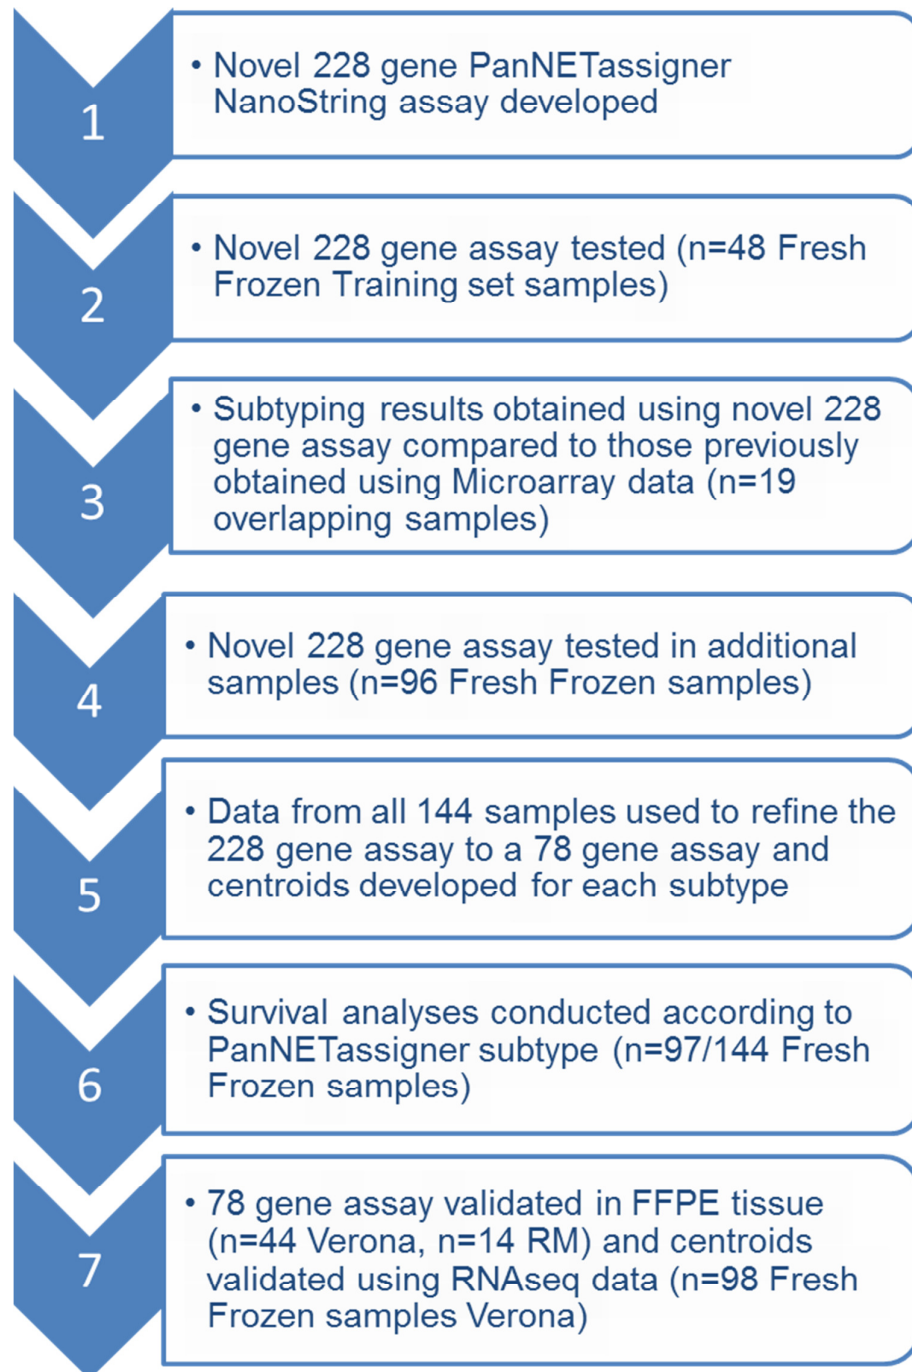 1
• Novel 228 gene PanNETassigner
NanoString assay developed
2
• Novel 228 gene assay tested (n=48 Fresh
Frozen Training set samples)
3
• Subtyping results obtained using novel 228
gene assay compared to those previously
obtained using Microarray data (n=19
overlapping samples)
4
• Novel 228 gene assay tested in additional
samples (n=96 Fresh Frozen samples)
5
• Data from all 144 samples used to refine the
228 gene assay to a 78 gene assay and
centroids developed for each subtype
6
• Survival analyses conducted according to
PanNETassigner subtype (n=97/144 Fresh
Frozen samples)
7
• 78 gene assay validated in FFPE tissue
(n=44 Verona, n=14 RM) and centroids
validated using RNAseq data (n=98 Fresh
Frozen samples Verona)